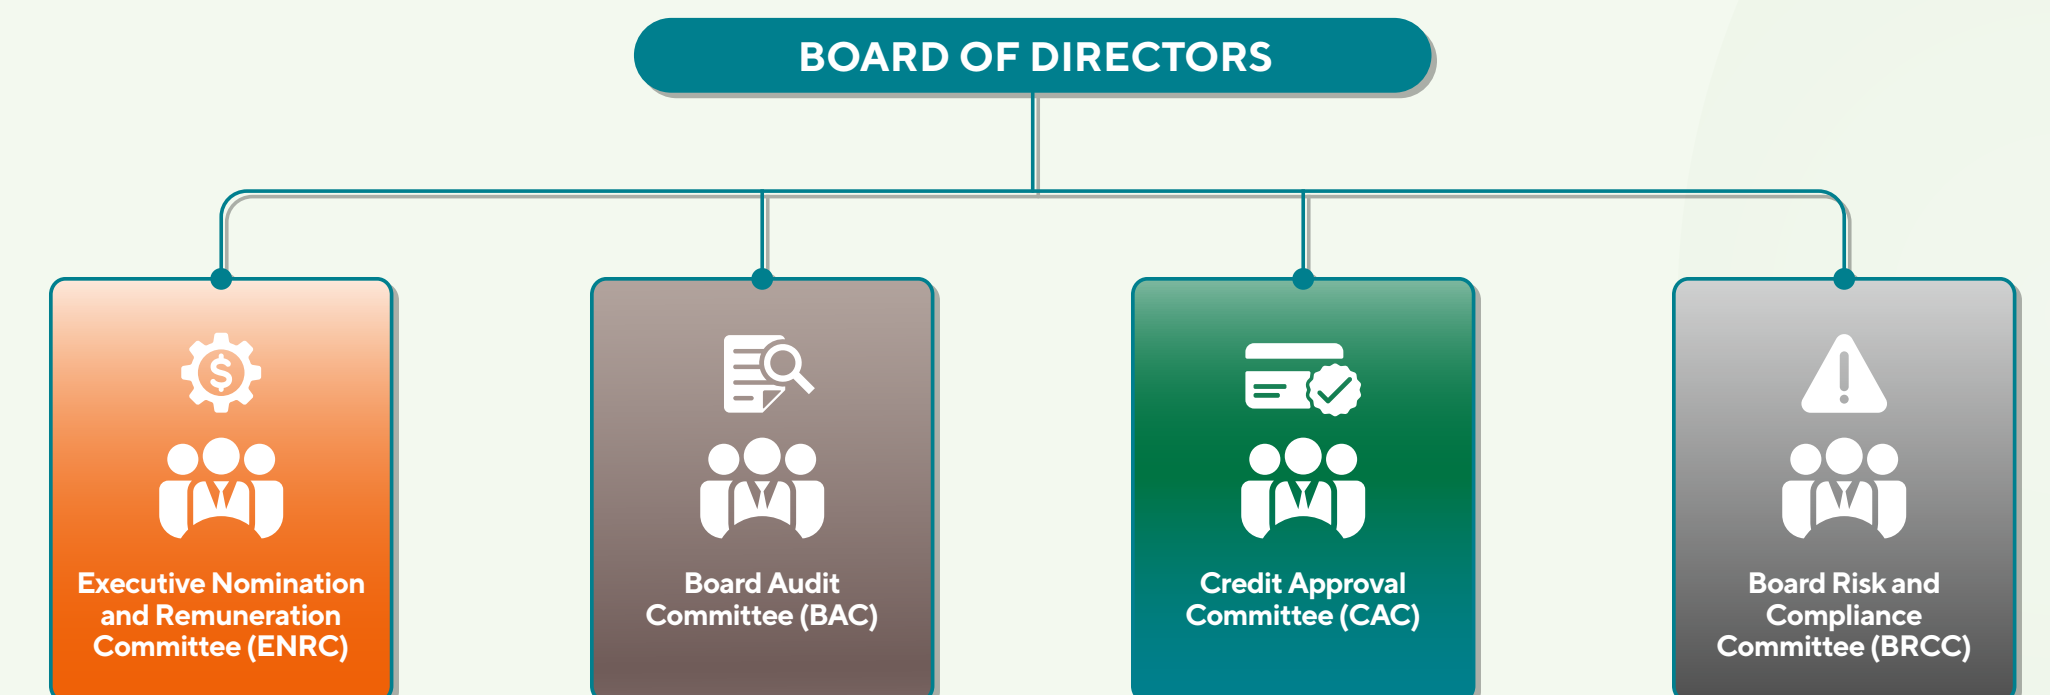 BOARD OF DIRECTORS
Executive Nomination
and Remuneration
Committee (ENRC)
Board Audit
Committee (BAC)
Credit Approval
Committee (CAC)
Board Risk and
Compliance
Committee (BRCC)